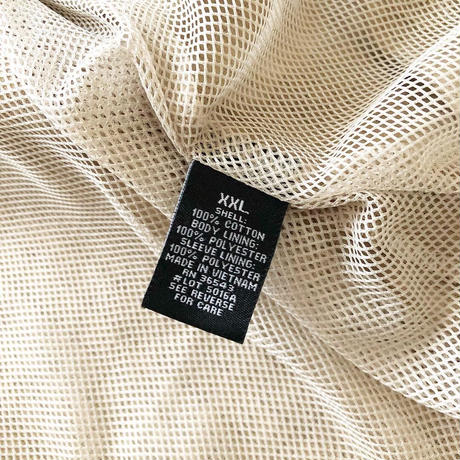 XXL
SHELL:
100% COTTON
BODY LINING:
100% POLYESTER
SLEEVE LINING:
100% POLYESTER
MADE IN VIETNAM
RN 36543
#LOT 5016A
SEE REVERSE
FOR CARE